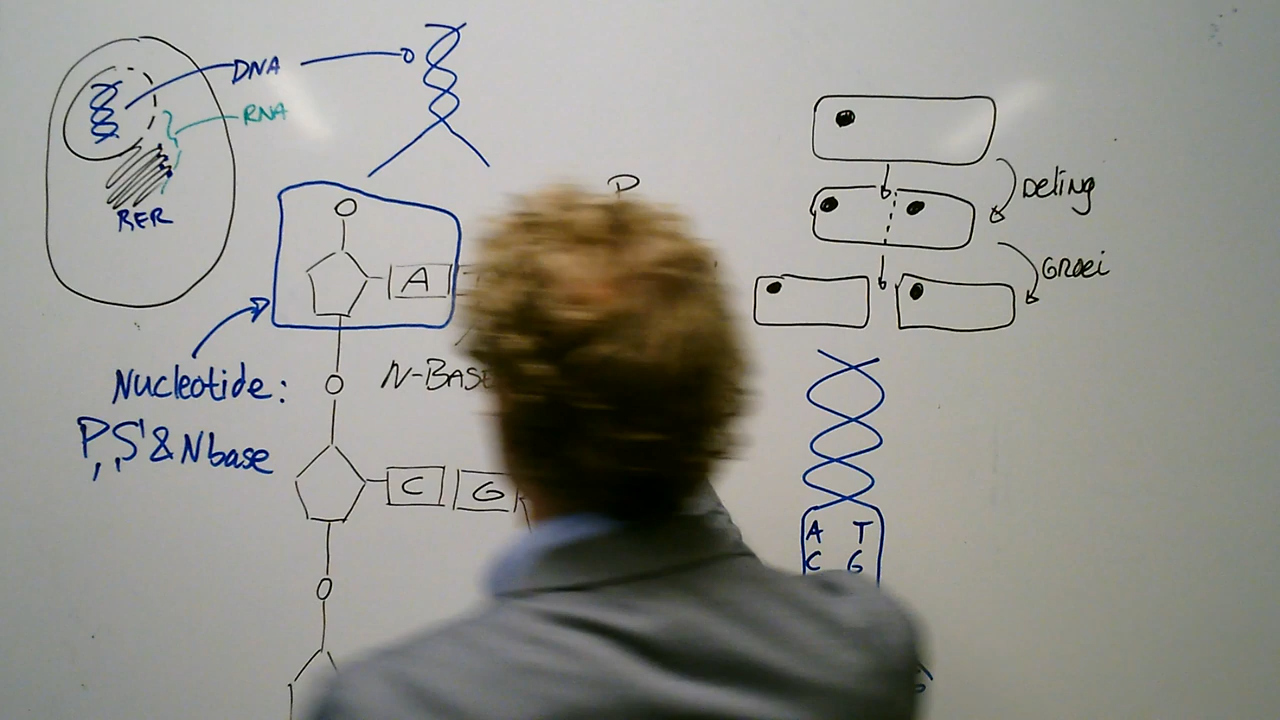 DNA
RNA
RER
P
A
N-BASE
Nucleotide:
P, S & N base
C G
Deling
Groei
A T
C G